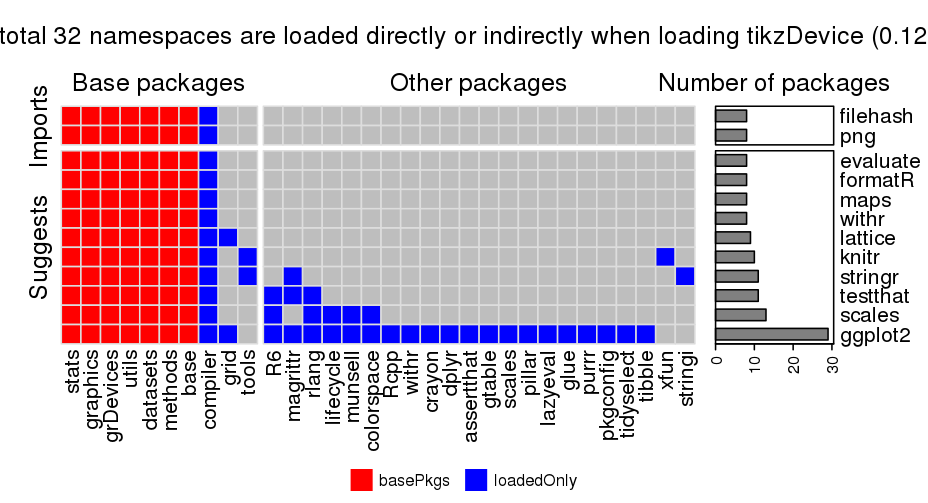 total 32 namespaces are loaded directly or indirectly when loading tikzDevice (0.12
Base packages
Other packages
Number of packages
Imports
Suggests
filehash
png
evaluate
formatR
maps
withr
lattice
knitr
stringr
testthat
scales
ggplot2
stats
graphics
grDevices
utils
datasets
methods
base
compiler
grid
tools
R6
magrittr
rlang
lifecycle
munsell
colorspace
Rcpp
withr
crayon
dplyr
assertthat
gtable
scales
pillar
lazyeval
glue
purrr
pkgconfig
tidyselect
tibble
xfun
stringi
0
10
20
30
basePkgs
loadedOnly